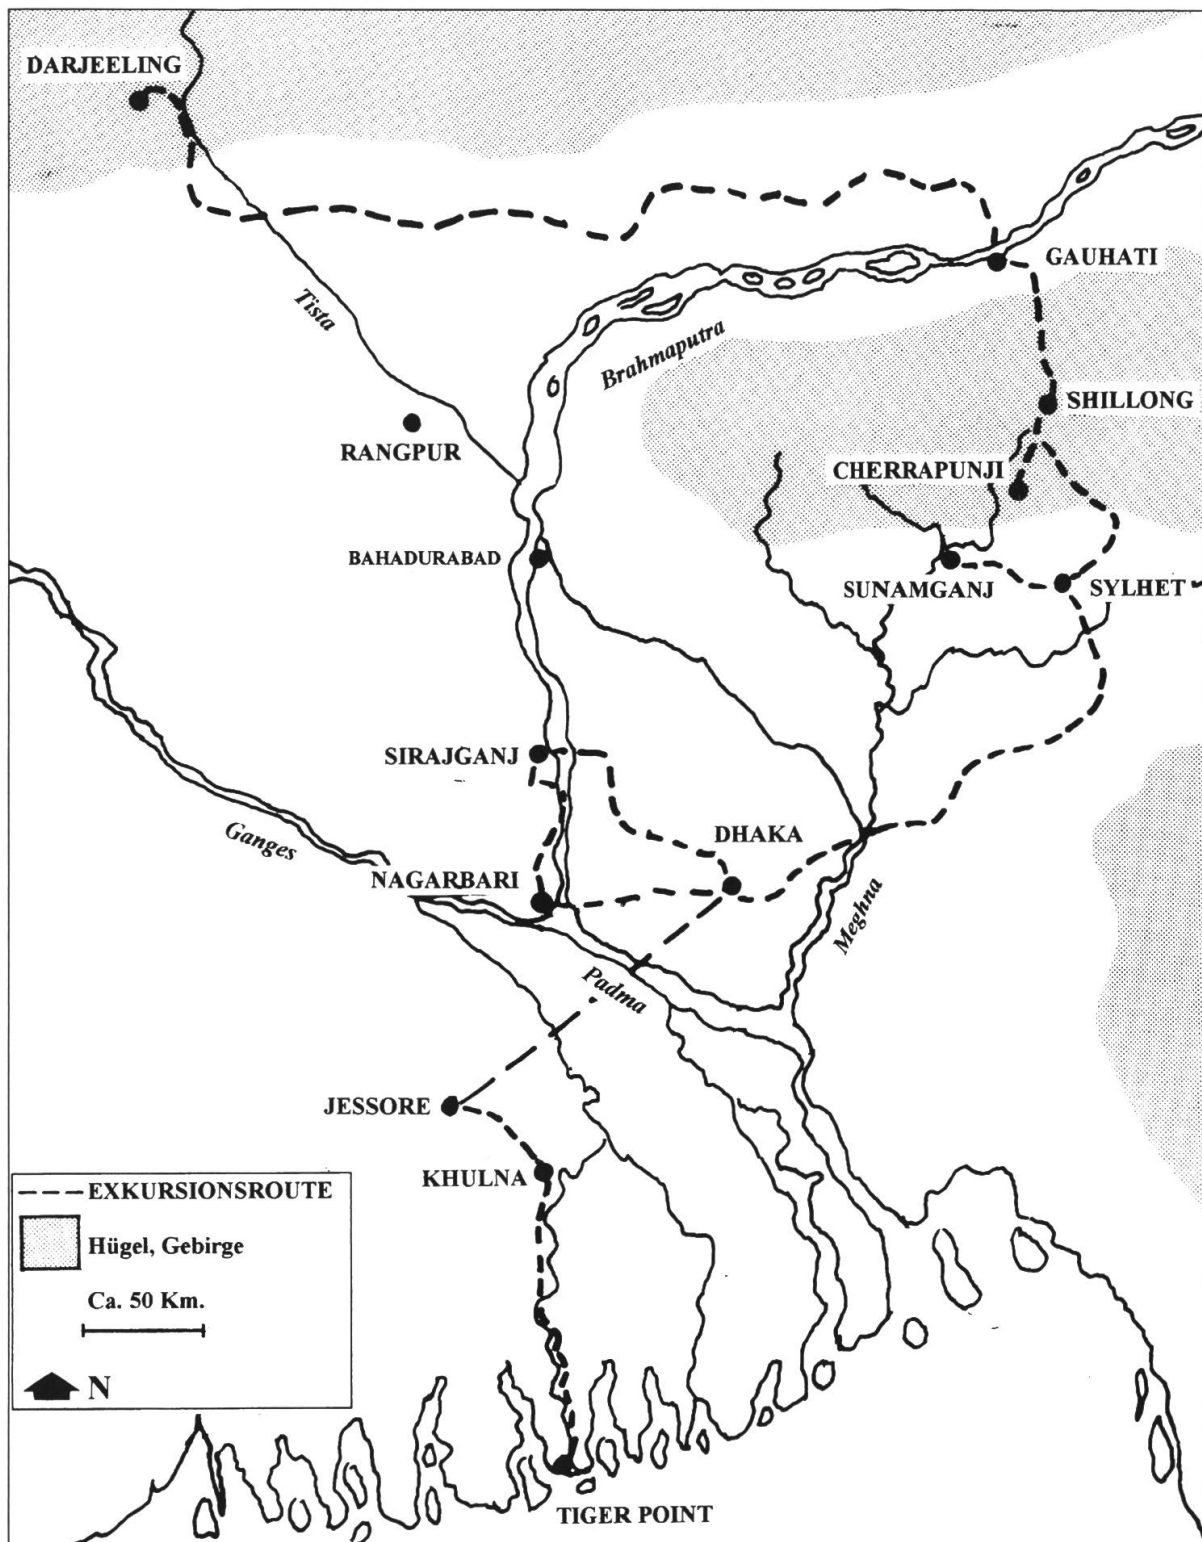 DARJEELING
GAUHATI
Tista
Brahmaputra
SHILLONG
RANGPUR
CHERRAPUNJI
BAHADURABAD
SUNAMGANJ
SYLHET
SIRAJGANJ
Ganges
DHAKA
NAGARBARI
Meghna
Padma
JESSORE
KHULNA
EXKURSIONSROUTE
Hügel, Gebirge
Ca. 50 Km.
N
TIGER POINT